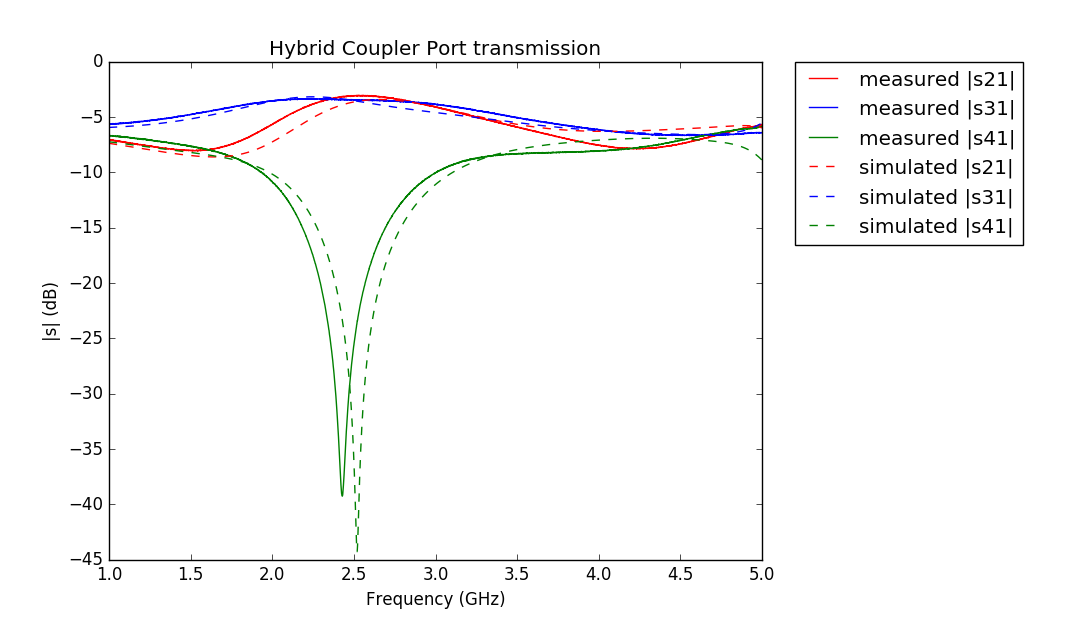 Hybrid Coupler Port transmission
0
−5
−10
−15
−20
−25
−30
−35
−40
−45
|s| (dB)
1.0 1.5 2.0 2.5 3.0 3.5 4.0 4.5 5.0
Frequency (GHz)
measured |s21|
measured |s31|
measured |s41|
simulated |s21|
simulated |s31|
simulated |s41|